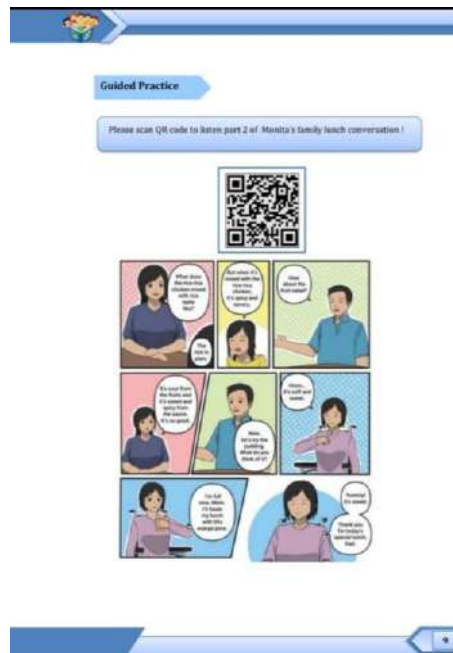 Guided Practice
Please scan QR code to listen part 2 of Monita's family lunch conversation !
What does
the rica-rica
chicken mixed
with rice
taste
like?
The
rice is
plain.
But when it's
mixed with the
rica-rica
chicken,
it's spicy and
savory.
How
about the
fruit salad?
It's sour from
the fruits and
it's sweet and
spicy from
the sauce.
It's so good.
Now,
let's try the
pudding.
What do you
think of it?
Hmm...
it's soft and
sweet.
I'm full
now, Mom.
I'll finish
my lunch
with this
mango juice.
Yummy!
It's sweet.
Thank you
for today's
special lunch,
Dad.
9